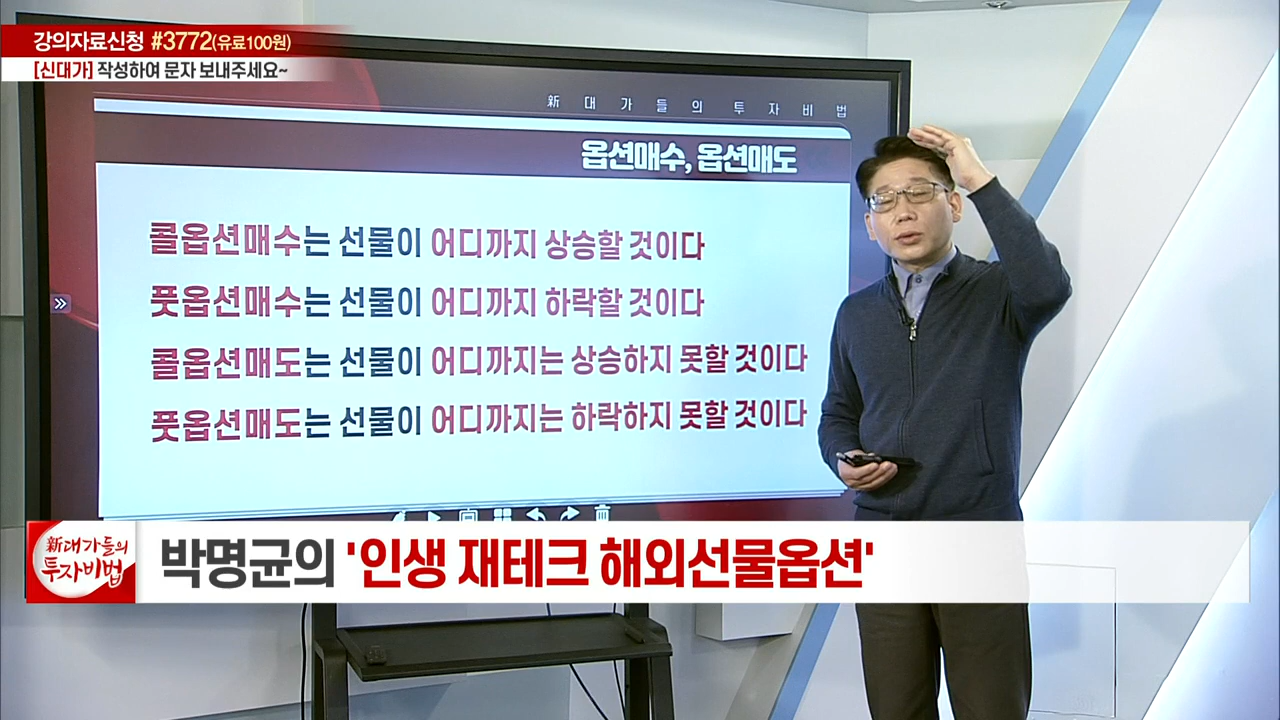 강의자료신청 #3772(유료100원)
[신대가] 작성하여 문자 보내주세요~
新 대 가 들 의 투 자 비 법
옵션매수, 옵션매도
콜옵션매수는 선물이 어디까지 상승할 것이다
풋옵션매수는 선물이 어디까지 하락할 것이다
콜옵션매도는 선물이 어디까지는 상승하지 못할 것이다
풋옵션매도는 선물이 어디까지는 하락하지 못할 것이다
新대가들의
투자비법
박명균의 '인생 재테크 해외선물옵션'